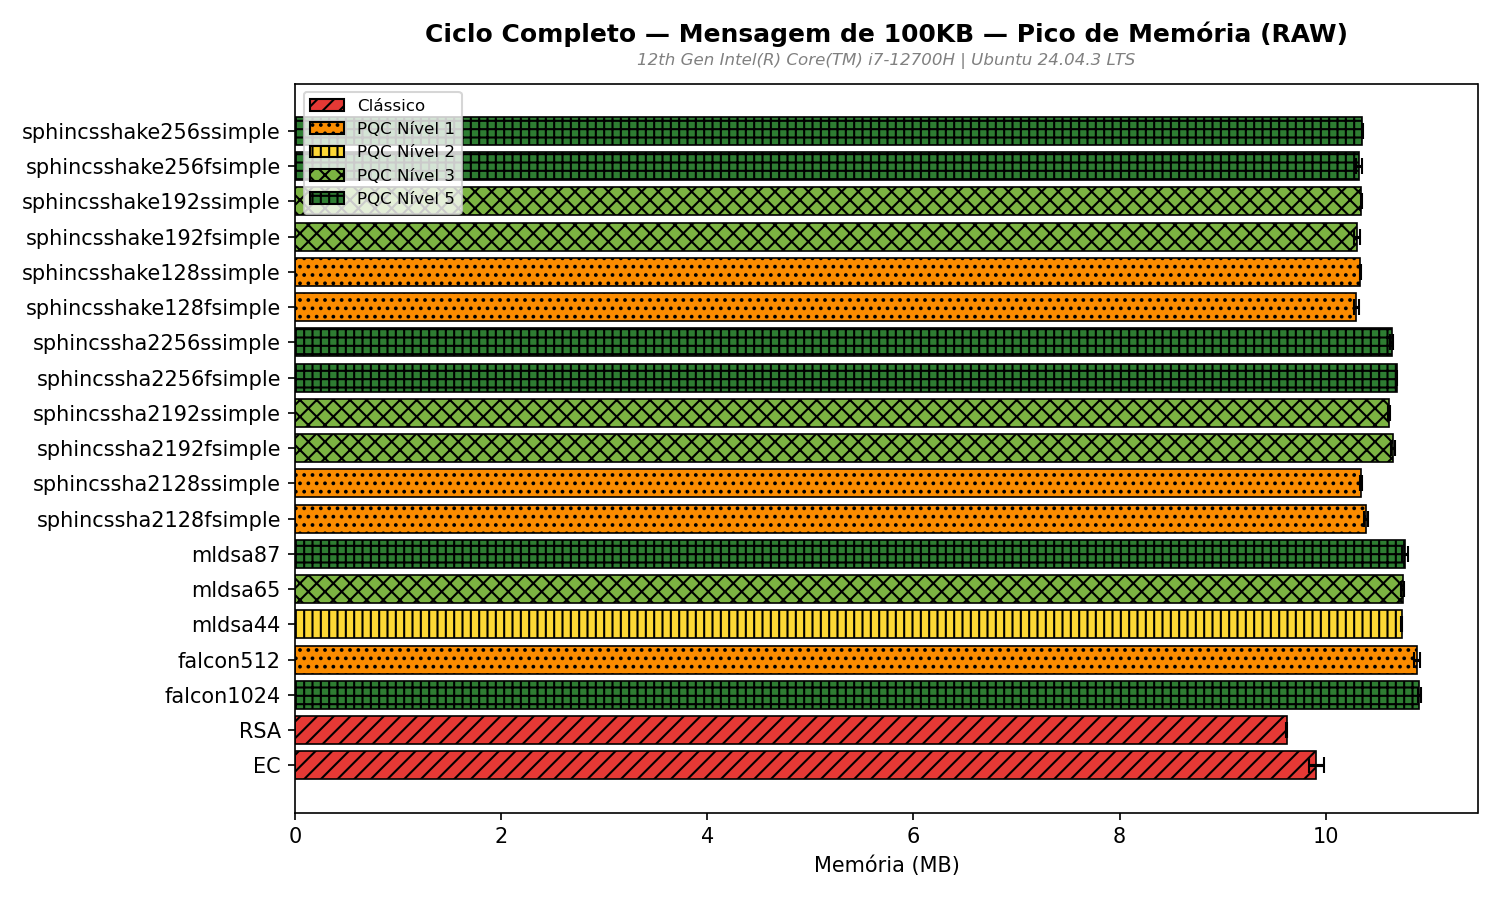 Ciclo Completo — Mensagem de 100KB — Pico de Memória (RAW)
12th Gen Intel(R) Core(TM) i7-12700H | Ubuntu 24.04.3 LTS
Clássico
PQC Nível 1
PQC Nível 2
PQC Nível 3
PQC Nível 5
sphincsshake256ssimple
sphincsshake256fsimple
sphincsshake192ssimple
sphincsshake192fsimple
sphincsshake128ssimple
sphincsshake128fsimple
sphincssha2256ssimple
sphincssha2256fsimple
sphincssha2192ssimple
sphincssha2192fsimple
sphincssha2128ssimple
sphincssha2128fsimple
mldsa87
mldsa65
mldsa44
falcon512
falcon1024
RSA
EC
0 2 4 6 8 10
Memória (MB)